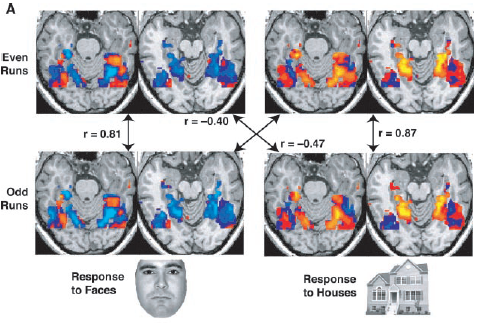 A
Even
Runs
r = 0.81
r = –0.40
r = –0.47
r = 0.87
Odd
Runs
Response
to Faces
Response
to Houses